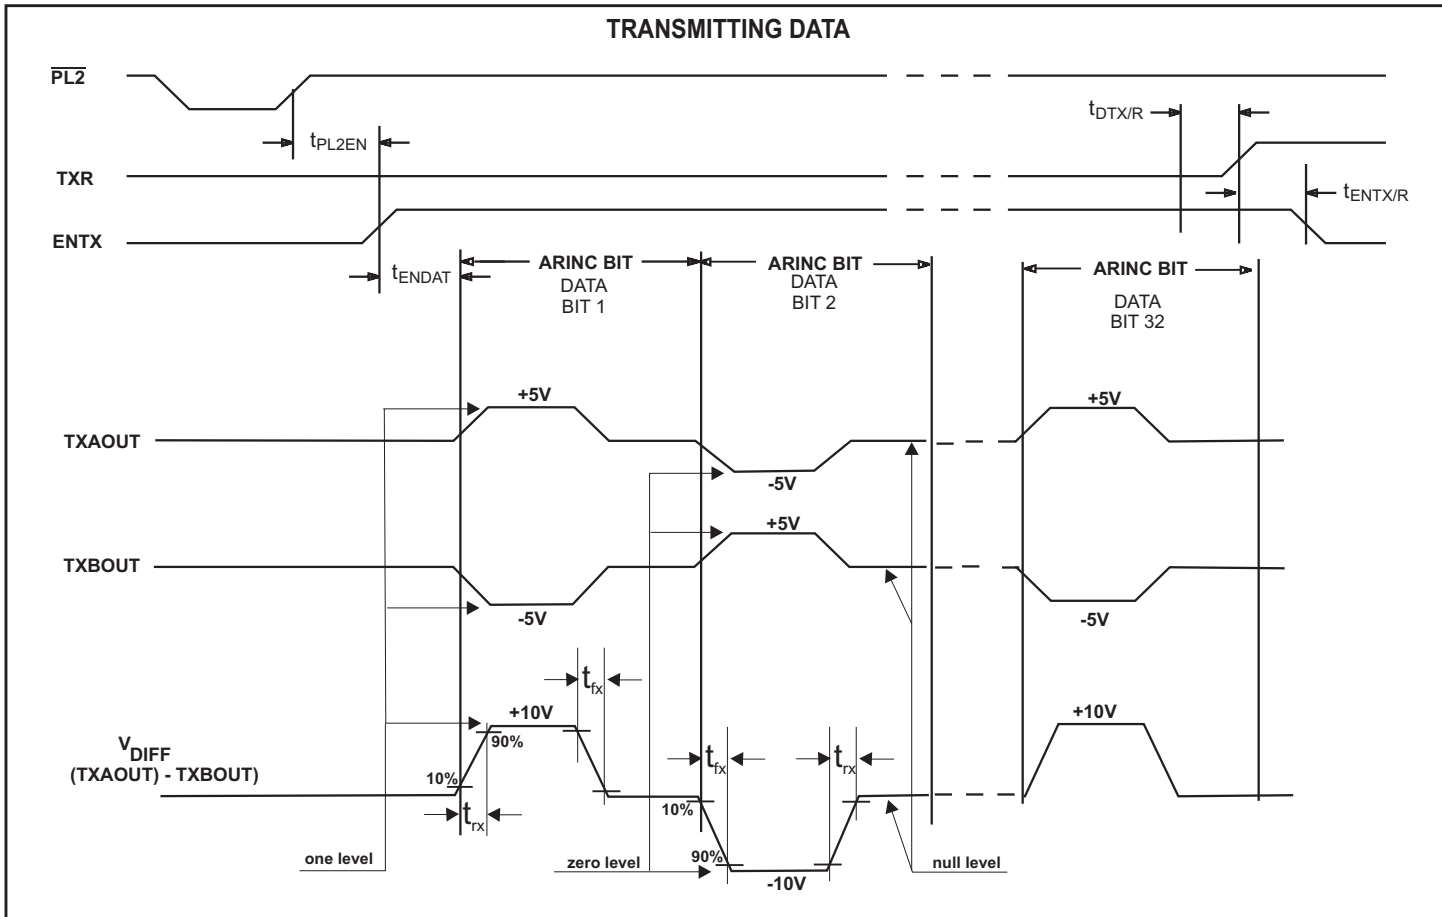 TRANSMITTING DATA
PL2
tDTX/R
tPL2EN
TXR
tENTX/R
ENTX
tENDAT
ARINC BIT
DATA
BIT 1
ARINC BIT
DATA
BIT 2
ARINC BIT
DATA
BIT 32
+5V
+5V
TXAOUT
-5V
+5V
TXBOUT
-5V
-5V
tfx
+10V
+10V
90%
VDIFF
(TXAOUT) - TXBOUT)
tfx
trx
10%
10%
trx
90%
one level
zero level
null level
-10V